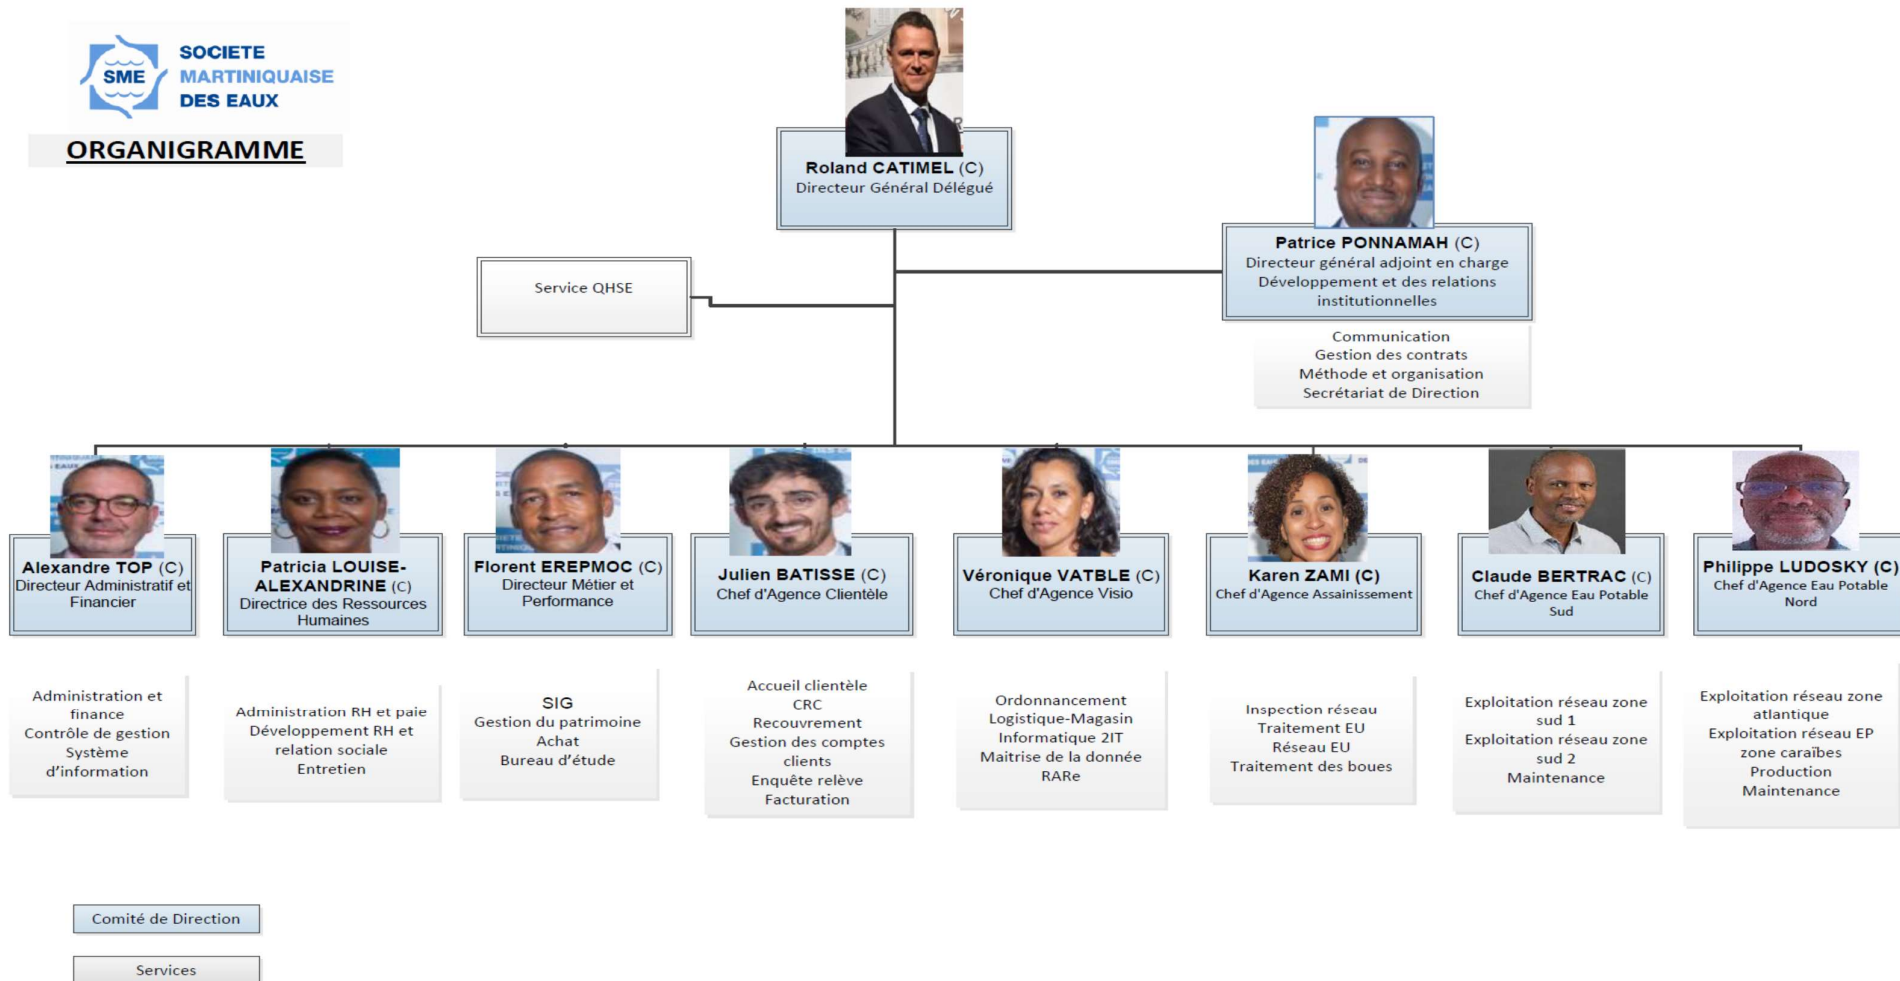 SME
SOCIETE
MARTINIQUAISE
DES EAUX
ORGANIGRAMME
Roland CATIMEL (C)
Directeur Général Délégué
Patrice PONNAMAH (C)
Directeur général adjoint en charge
Développement et des relations
institutionnelles
Communication
Gestion des contrats
Méthode et organisation
Secrétariat de Direction
Service QHSE
Alexandre TOP (C)
Directeur Administratif et
Financier
Administration et
finance
Contrôle de gestion
Système
d'information
Patricia LOUISE-
ALEXANDRINE (C)
Directrice des Ressources
Humaines
Administration RH et paie
Développement RH et
relation sociale
Entretien
Florent EREPMOC (C)
Directeur Métier et
Performance
SIG
Gestion du patrimoine
Achat
Bureau d'étude
Julien BATISSE (C)
Chef d'Agence Clientèle
Accueil clientèle
CRC
Recouvrement
Gestion des comptes
clients
Enquête relève
Facturation
Véronique VATBLE (C)
Chef d'Agence Visio
Ordonnancement
Logistique-Magasin
Informatique 2IT
Maitrise de la donnée
RARe
Karen ZAMI (C)
Chef d'Agence Assainissement
Inspection réseau
Traitement EU
Réseau EU
Traitement des boues
Claude BERTRAC (C)
Chef d'Agence Eau Potable
Sud
Exploitation réseau zone
sud 1
Exploitation réseau zone
sud 2
Maintenance
Philippe LUDOSKY (C)
Chef d'Agence Eau Potable
Nord
Exploitation réseau zone
atlantique
Exploitation réseau EP
zone caraïbes
Production
Maintenance
Comité de Direction
Services